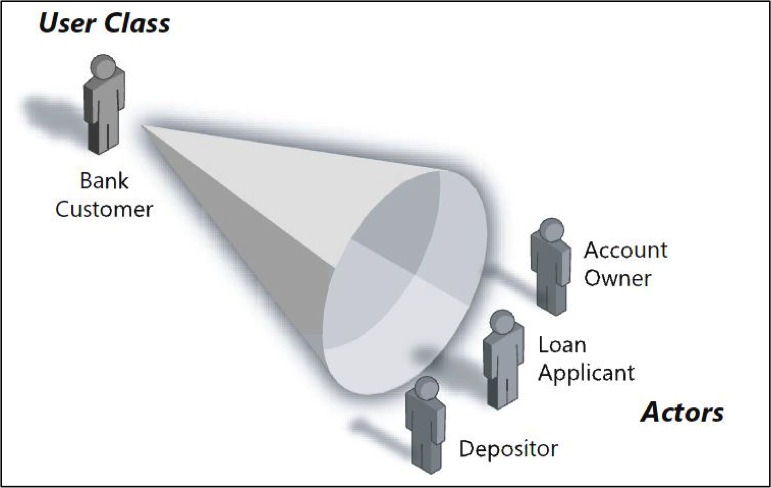 User Class
Bank
Customer
Account
Owner
Loan
Applicant
Actors
Depositor